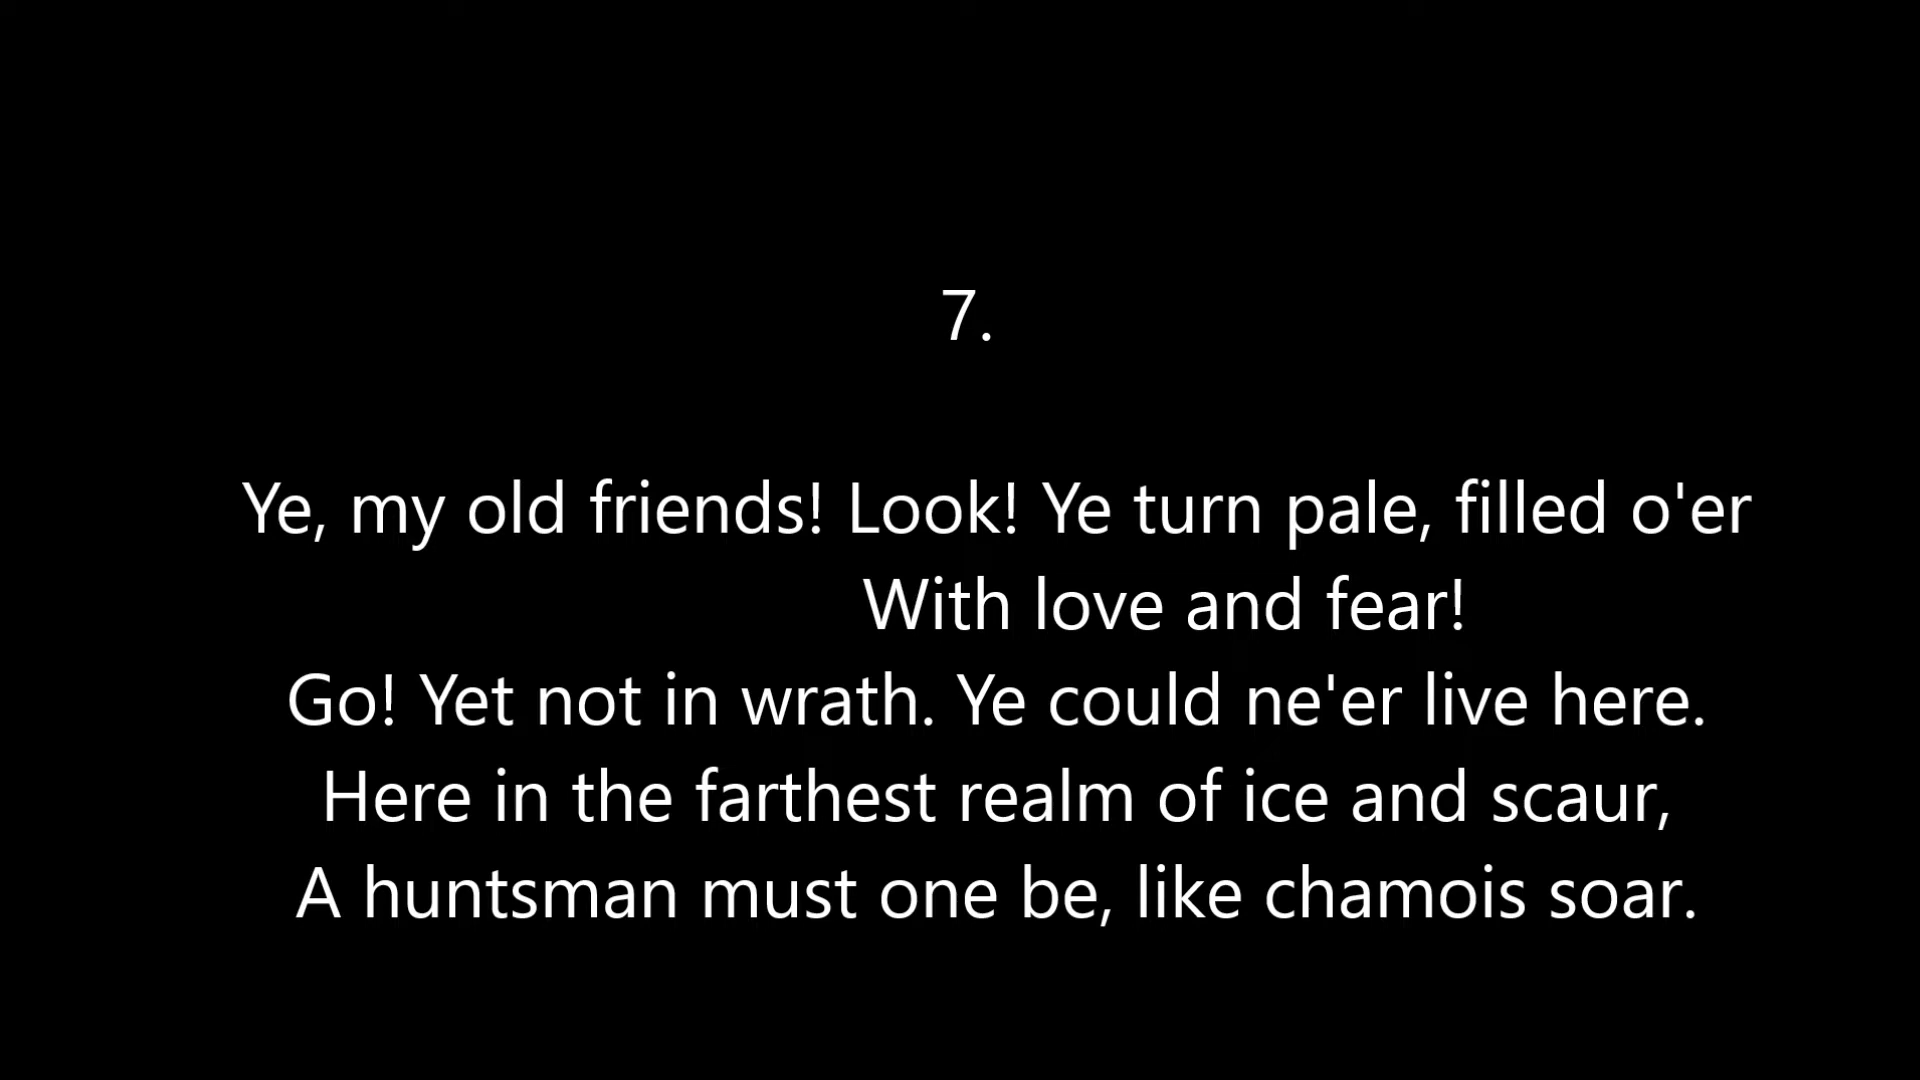 7.
Ye, my old friends! Look! Ye turn pale, filled o'er
With love and fear!
Go! Yet not in wrath. Ye could ne'er live here.
Here in the farthest realm of ice and scaur,
A huntsman must one be, like chamois soar.